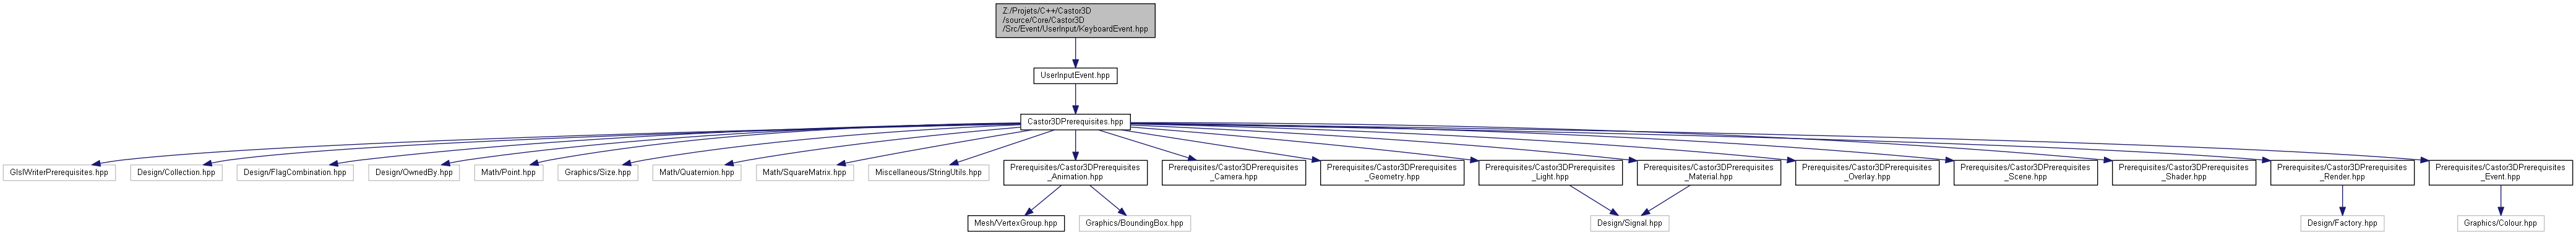 Z:/Projets/C++/Castor3D
/source/Core/Castor3D
/Src/Event/UserInput/KeyboardEvent.hpp
UserInputEvent.hpp
Castor3DPrerequisites.hpp
GlslWriterPrerequisites.hpp
Design/Collection.hpp
Design/FlagCombination.hpp
Design/OwnedBy.hpp
Math/Point.hpp
Graphics/Size.hpp
Math/Quaternion.hpp
Math/SquareMatrix.hpp
Miscellaneous/StringUtils.hpp
Prerequisites/Castor3DPrerequisites
_Animation.hpp
Prerequisites/Castor3DPrerequisites
_Camera.hpp
Prerequisites/Castor3DPrerequisites
_Geometry.hpp
Prerequisites/Castor3DPrerequisites
_Light.hpp
Prerequisites/Castor3DPrerequisites
_Material.hpp
Prerequisites/Castor3DPrerequisites
_Overlay.hpp
Prerequisites/Castor3DPrerequisites
_Scene.hpp
Prerequisites/Castor3DPrerequisites
_Shader.hpp
Prerequisites/Castor3DPrerequisites
_Render.hpp
Prerequisites/Castor3DPrerequisites
_Event.hpp
Mesh/VertexGroup.hpp
Graphics/BoundingBox.hpp
Design/Signal.hpp
Design/Factory.hpp
Graphics/Colour.hpp